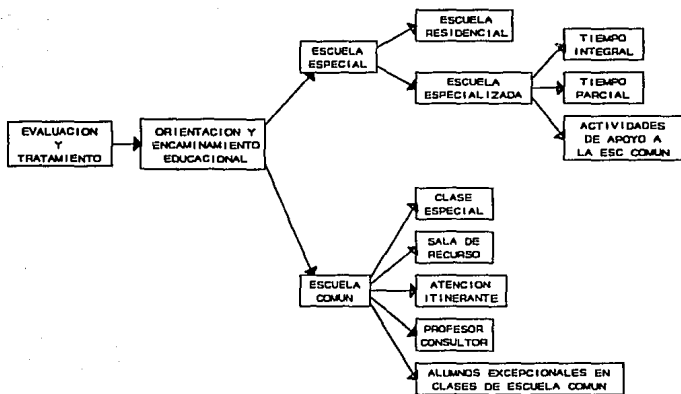 EVALUACION
Y
TRATAMIENTO
ORIENTACION Y
ENCAMINAMIENTO
EDUCACIONAL
ESCUELA
ESPECIAL
ESCUELA
RESIDENCIAL
ESCUELA
ESPECIALIZADA
TIEMPO
INTEGRAL
TIEMPO
PARCIAL
ACTIVIDADES
DE APOYO A
LA ESC COMUN
ESCUELA
COMUN
CLASE
ESPECIAL
SALA DE
RECURSO
ATENCION
ITINERANTE
PROFESOR
CONSULTOR
ALUMNOS EXCEPCIONALES EN
CLASES DE ESCUELA COMUN